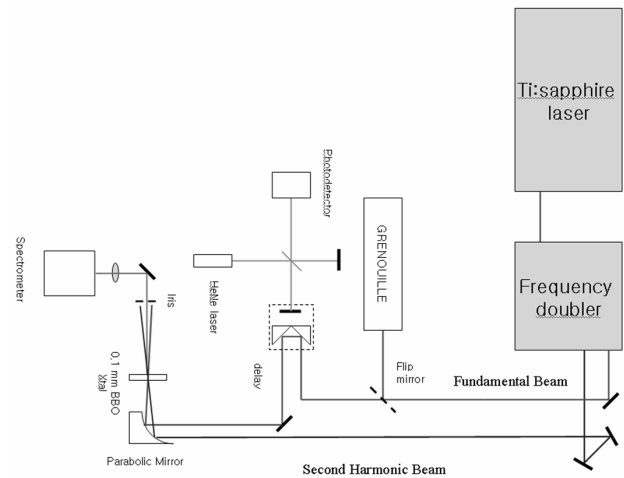 Ti:sapphire
laser
Photodetector
GRENOUILLE
Spectrometer
HeNe laser
Iris
Frequency
doubler
delay
Flip
mirror
0.1 mm BBO
Xtal
Fundamental Beam
Parabolic Mirror
Second Harmonic Beam